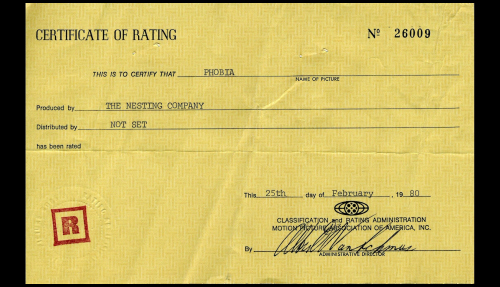 CERTIFICATE OF RATING
Nº 26009
THIS IS TO CERTIFY THAT PHOBIA
NAME OF PICTURE
Produced by THE NESTING COMPANY
Distributed by NOT SET
has been rated
R
This 25th day of February, 1980
CLASSIFICATION and RATING ADMINISTRATION
MOTION PICTURE ASSOCIATION OF AMERICA, INC.
By
ADMINISTRATIVE DIRECTOR